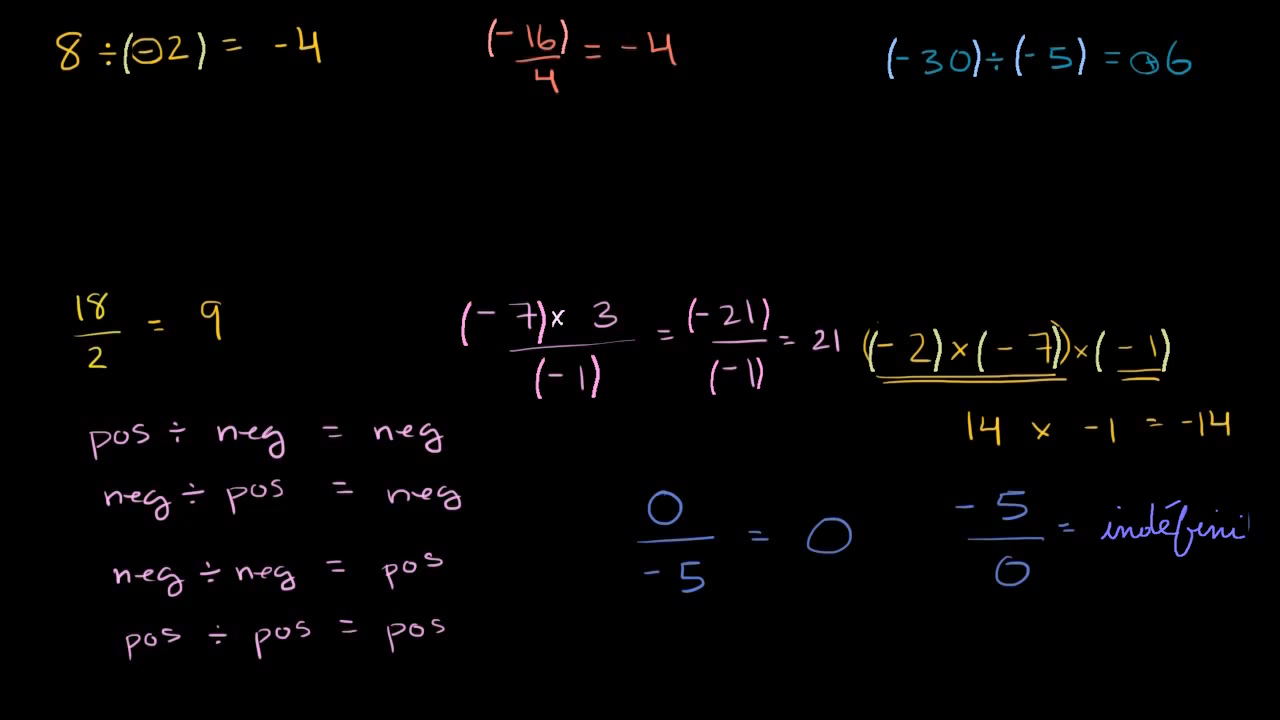 8 ÷ (-2) = -4
(-16)/4 = -4
(-30) ÷ (-5) = +6
18/2 = 9
(-7) × 3/(-1) = (-21)/(-1) = 21
((-2) × (-7)) × (-1)
14 × -1 = -14
pos ÷ neg = neg
neg ÷ pos = neg
neg ÷ neg = pos
pos ÷ pos = pos
0/-5 = 0
-5/0 = indéfini